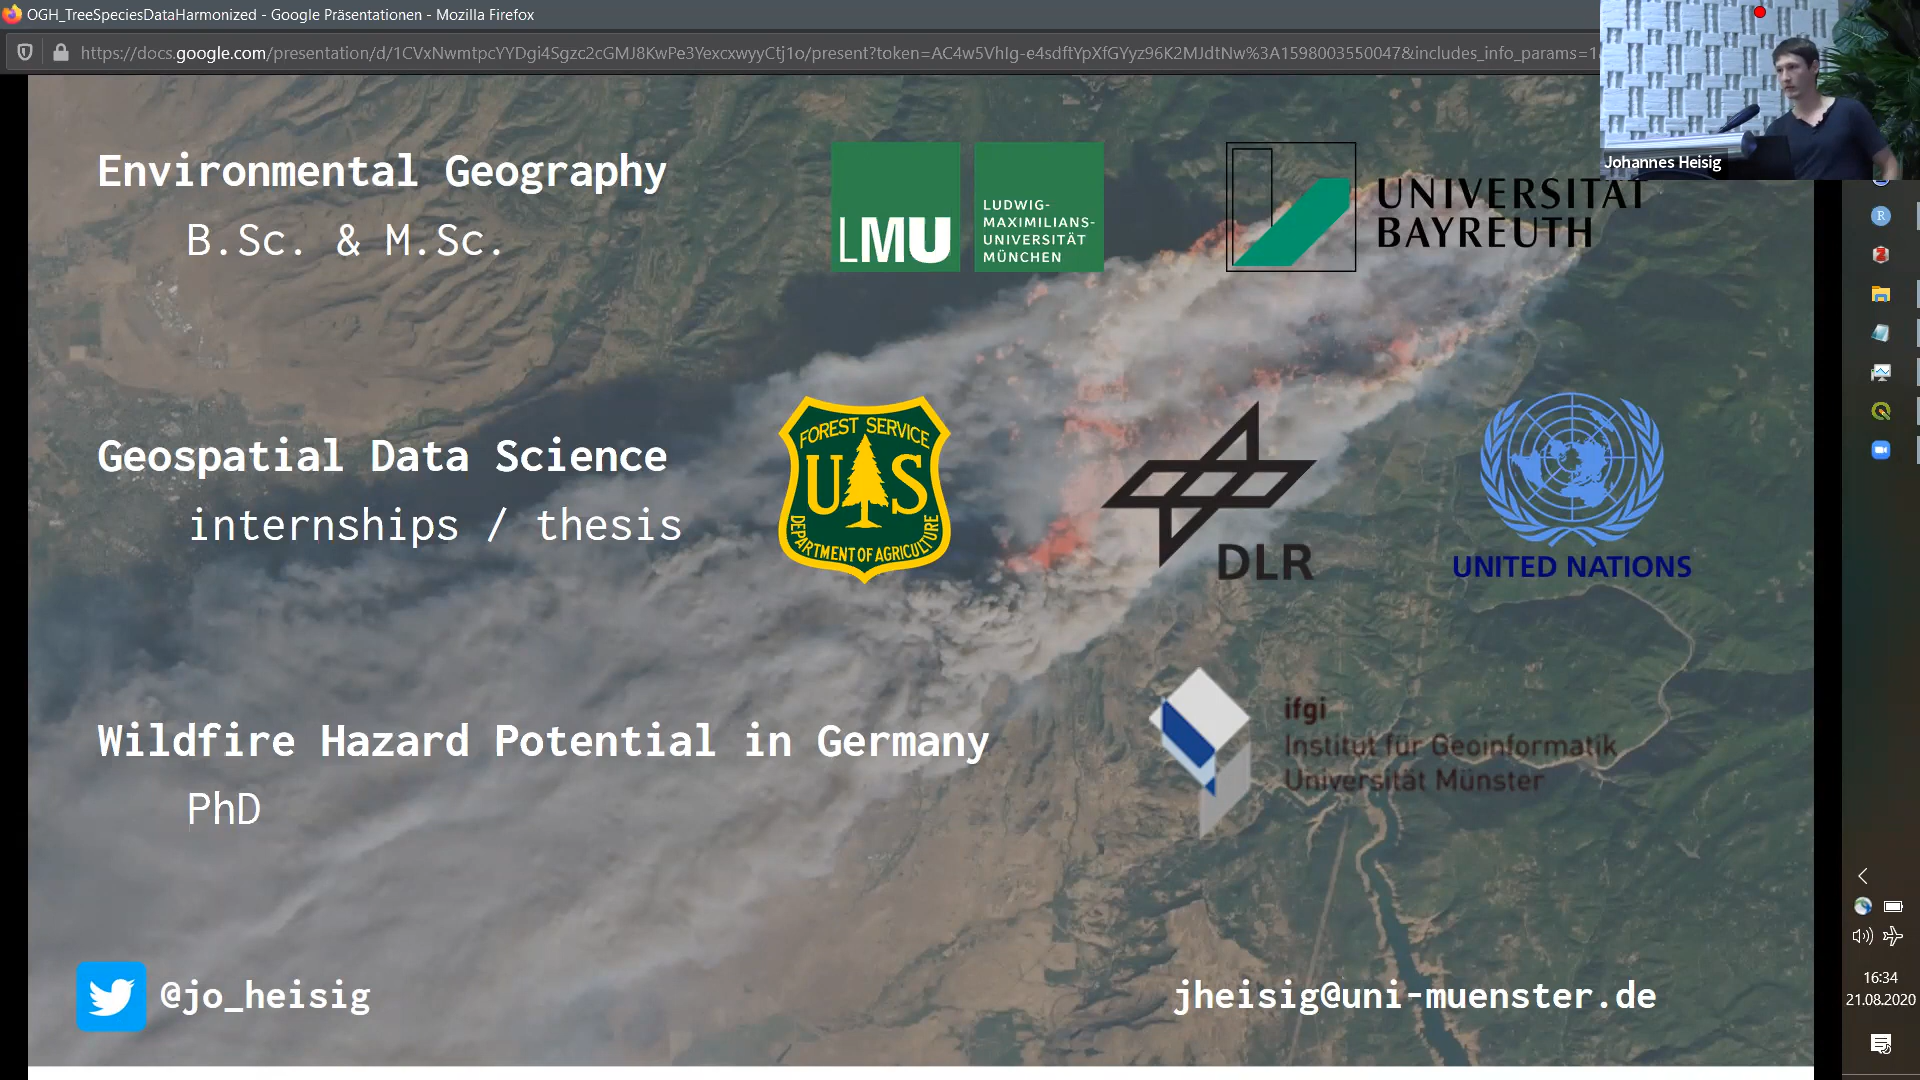 OGH_TreeSpeciesDataHarmonized - Google Präsentationen - Mozilla Firefox
https://docs.google.com/presentation/d/1CVxNwmtpcYYDgi4Sgzc2cGMJ8KwPe3YexcxwyyCtj1o/present?token=AC4w5VhIg-e4sdftYpXfGYyz96K2MJdtNw%3A1598003550047&includes_info_params=1
Johannes Heisig
Environmental Geography
B.Sc. & M.Sc.
LMU
LUDWIG-
MAXIMILIANS-
UNIVERSITÄT
MÜNCHEN
UNIVERSITÄT
BAYREUTH
Geospatial Data Science
internships / thesis
FOREST SERVICE
US
DEPARTMENT OF AGRICULTURE
DLR
UNITED NATIONS
Wildfire Hazard Potential in Germany
PhD
ifgi
Institut für Geoinformatik
Universität Münster
@jo_heisig
jheisig@uni-muenster.de
R
Z
16:34
21.08.2020